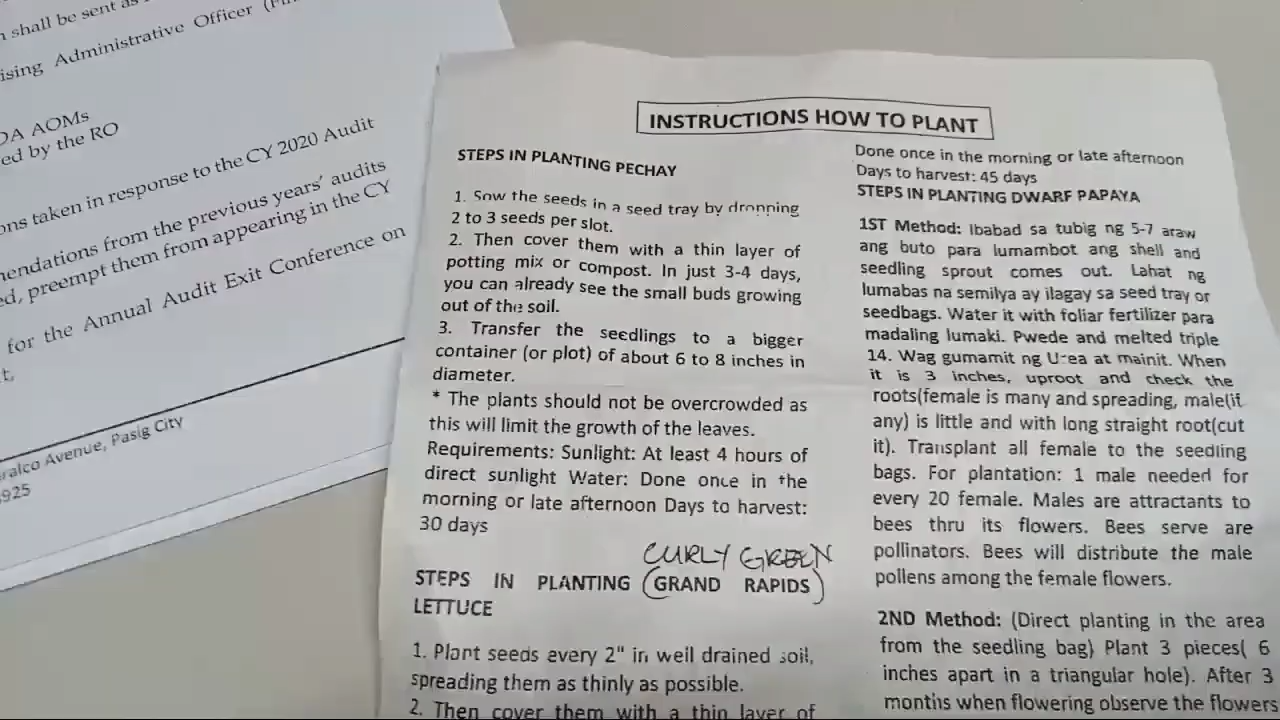 shall be sent as
ising Administrative Officer
DA AOMs
ed by the RO
ons taken in response to the CY 2020 Audit
endations from the previous years' audits
ed, preempt them from appearing in the CY
for the Annual Audit Exit Conference on
t.
ralco Avenue, Pasig City
925
INSTRUCTIONS HOW TO PLANT
STEPS IN PLANTING PECHAY
1. Sow the seeds in a seed tray by dropping
2 to 3 seeds per slot.
2. Then cover them with a thin layer of
potting mix or compost. In just 3-4 days,
you can already see the small buds growing
out of the soil.
3. Transfer the seedlings to a bigger
container (or plot) of about 6 to 8 inches in
diameter.
* The plants should not be overcrowded as
this will limit the growth of the leaves.
Requirements: Sunlight: At least 4 hours of
direct sunlight Water: Done once in the
morning or late afternoon Days to harvest:
30 days
CURLY GREEN
STEPS IN PLANTING (GRAND RAPIDS)
LETTUCE
1. Plant seeds every 2" in well drained soil,
spreading them as thinly as possible.
2. Then cover them with a thin layer of
Done once in the morning or late afternoon
Days to harvest: 45 days
STEPS IN PLANTING DWARF PAPAYA
1ST Method: Ibabad sa tubig ng 5-7 araw
ang buto para lumambot ang shell and
seedling sprout comes out. Lahat ng
lumabas na semilya ay ilagay sa seed tray or
seedbags. Water it with foliar fertilizer para
madaling lumaki. Pwede and melted triple
14. Wag gumamit ng Urea at mainit. When
it is 3 inches, uproot and check the
roots(female is many and spreading, male(if
any) is little and with long straight root(cut
it). Transplant all female to the seedling
bags. For plantation: 1 male needed for
every 20 female. Males are attractants to
bees thru its flowers. Bees serve are
pollinators. Bees will distribute the male
pollens among the female flowers.
2ND Method: (Direct planting in the area
from the seedling bag) Plant 3 pieces( 6
inches apart in a triangular hole). After 3
months when flowering observe the flowers